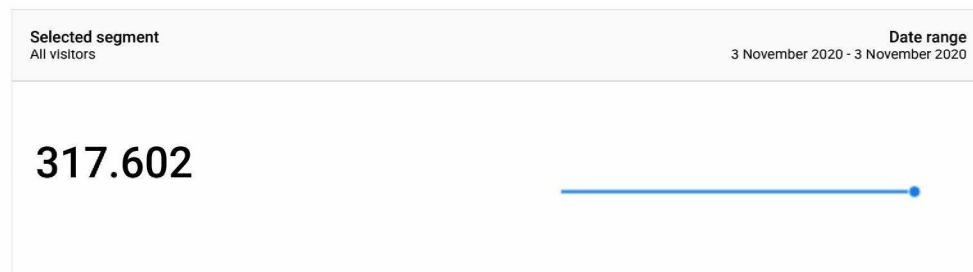 Selected segment
All visitors
Date range
3 November 2020 - 3 November 2020
317.602